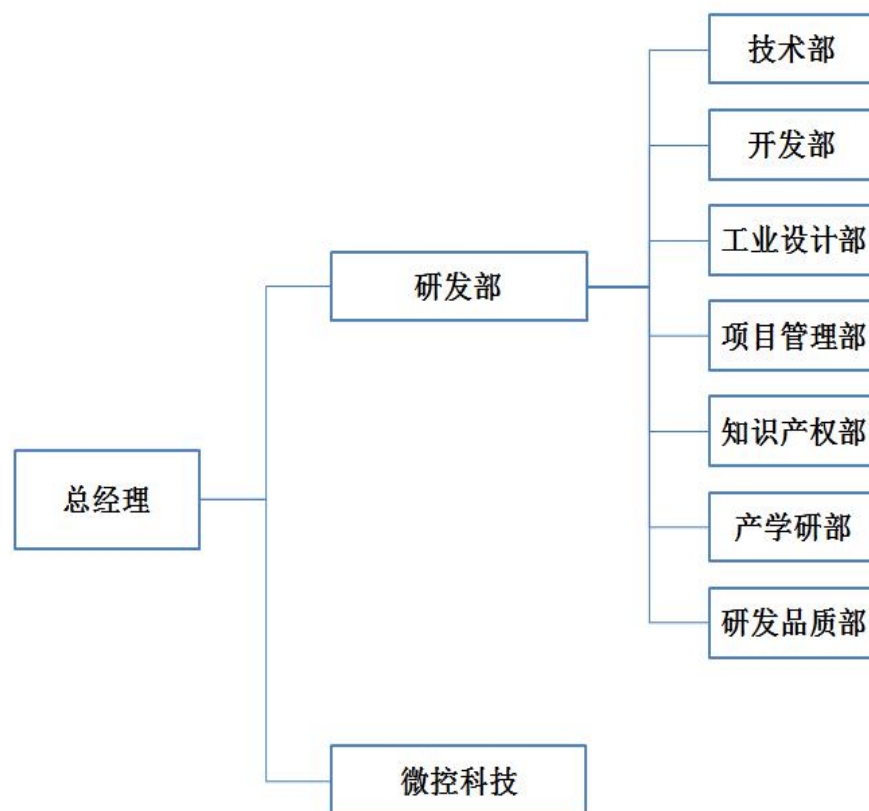 总经理
研发部
技术部
开发部
工业设计部
项目管理部
知识产权部
产学研部
研发品质部
微控科技